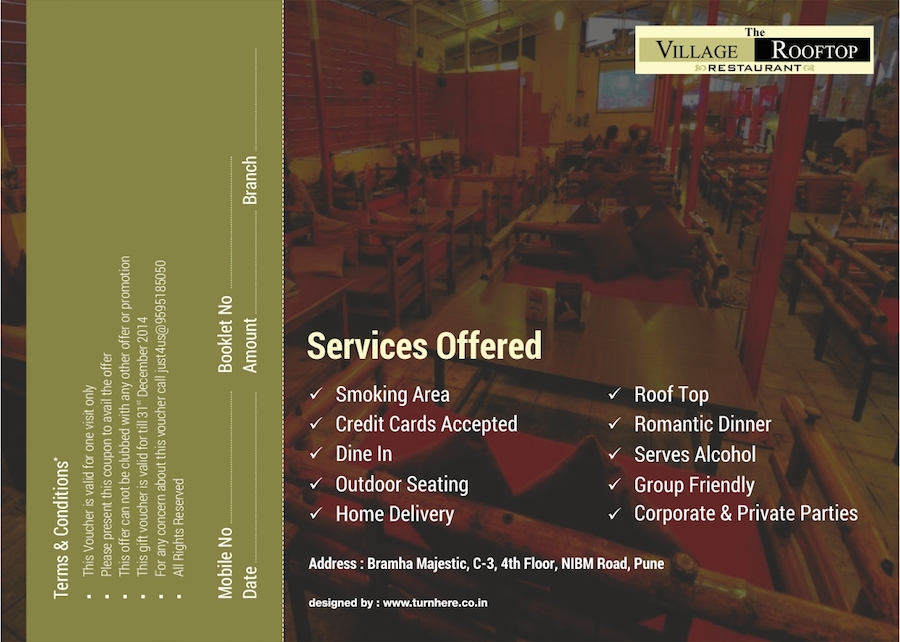 The
VILLAGE ROOFTOP
RESTAURANT
Terms & Conditions*
▪ This Voucher is valid for one visit only
▪ Please present this coupon to avail the offer
▪ This offer can not be clubbed with any other offer or promotion
▪ This gift voucher is valid for till 31st December 2014
▪ For any concern about this voucher call just4us@9595185050
▪ All Rights Reserved
Mobile No Booklet No
Date Amount Branch
Services Offered
✓ Smoking Area
✓ Credit Cards Accepted
✓ Dine In
✓ Outdoor Seating
✓ Home Delivery
✓ Roof Top
✓ Romantic Dinner
✓ Serves Alcohol
✓ Group Friendly
✓ Corporate & Private Parties
Address : Bramha Majestic, C-3, 4th Floor, NIBM Road, Pune
designed by : www.turnhere.co.in